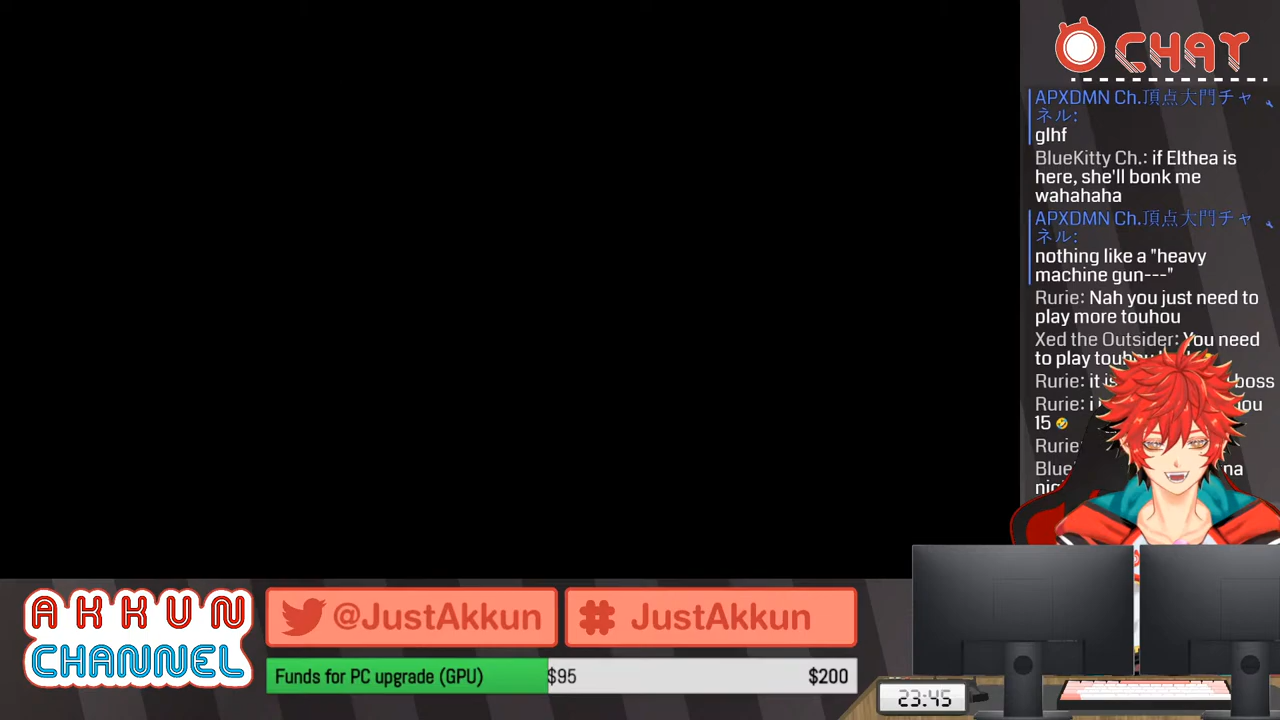 CHAT
APXDMN Ch.頂点大門チャ
ネル:
glhf
BlueKitty Ch.: if Elthea is
here, she'll bonk me
wahahaha
APXDMN Ch.頂点大門チャ
ネル:
nothing like a "heavy
machine gun---"
Rurie: Nah you just need to
play more touhou
Xed the Outsider: You need
to play
Rurie: it boss
Rurie: i
15 🤣
Rurie
AKKUN
CHANNEL
@JustAkkun
# JustAkkun
Funds for PC upgrade (GPU) $95 $200
23:45